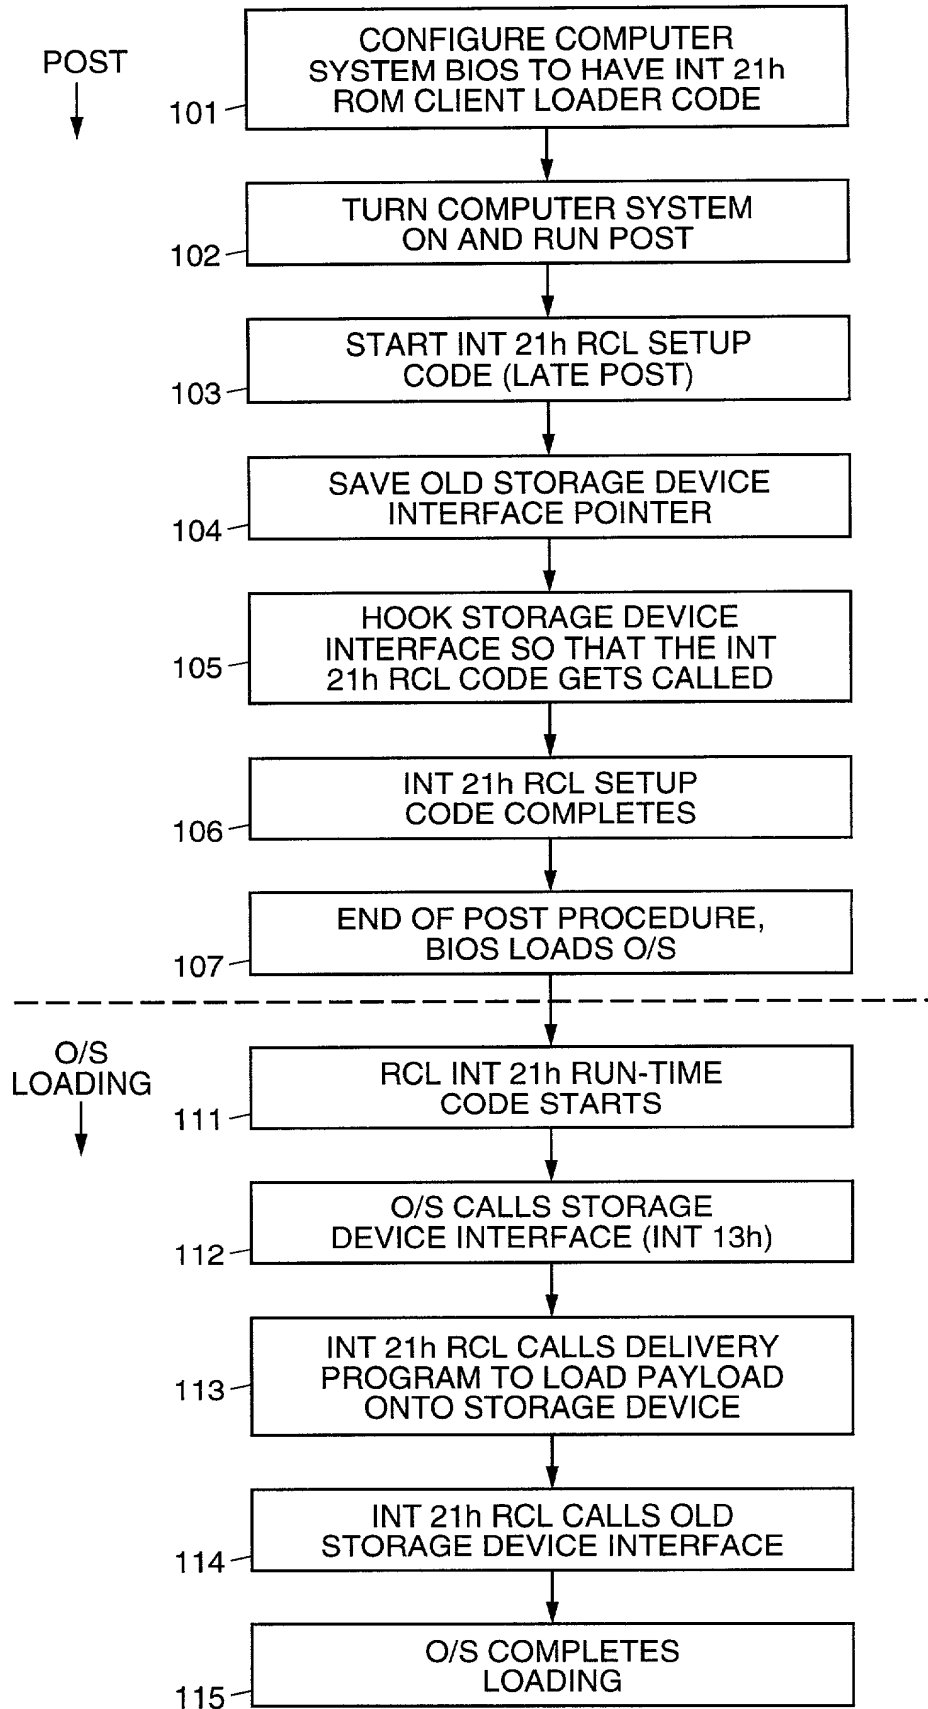 POST
CONFIGURE COMPUTER
SYSTEM BIOS TO HAVE INT 21h
ROM CLIENT LOADER CODE
101
TURN COMPUTER SYSTEM
ON AND RUN POST
102
START INT 21h RCL SETUP
CODE (LATE POST)
103
SAVE OLD STORAGE DEVICE
INTERFACE POINTER
104
HOOK STORAGE DEVICE
INTERFACE SO THAT THE INT
21h RCL CODE GETS CALLED
105
INT 21h RCL SETUP
CODE COMPLETES
106
END OF POST PROCEDURE,
BIOS LOADS O/S
107
O/S
LOADING
RCL INT 21h RUN-TIME
CODE STARTS
111
O/S CALLS STORAGE
DEVICE INTERFACE (INT 13h)
112
INT 21h RCL CALLS DELIVERY
PROGRAM TO LOAD PAYLOAD
ONTO STORAGE DEVICE
113
INT 21h RCL CALLS OLD
STORAGE DEVICE INTERFACE
114
O/S COMPLETES
LOADING
115